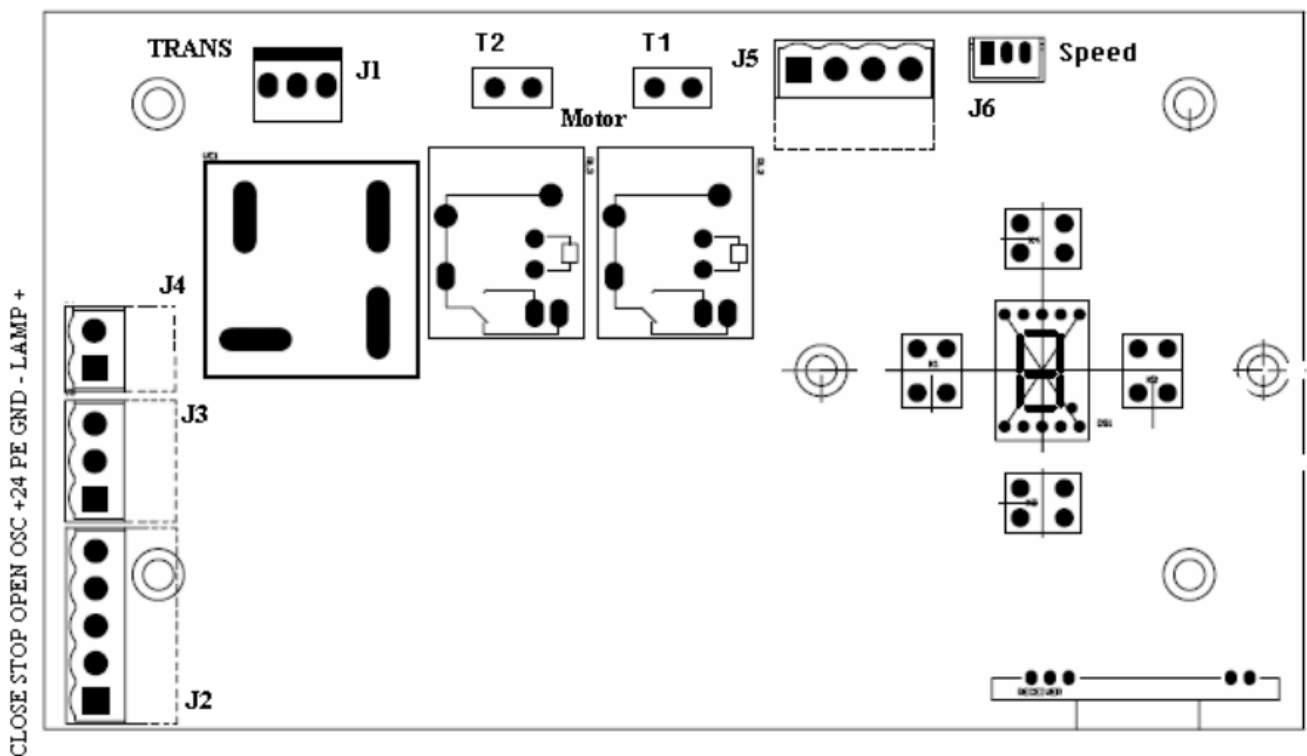 TRANS
J1
T2
T1
Motor
J5
J6
Speed
J4
J3
J2
CLOSE STOP OPEN OSC +24 PE GND - LAMP +
RECEIVER